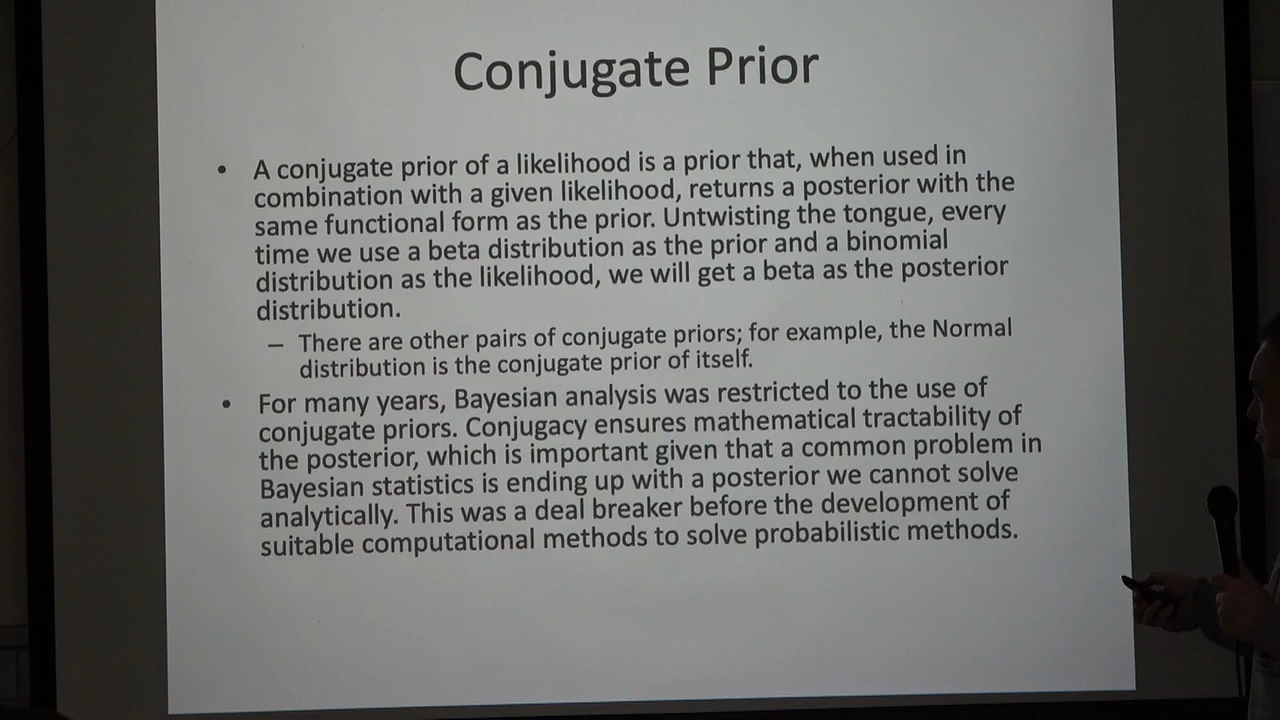 Conjugate Prior
• A conjugate prior of a likelihood is a prior that, when used in
combination with a given likelihood, returns a posterior with the
same functional form as the prior. Untwisting the tongue, every
time we use a beta distribution as the prior and a binomial
distribution as the likelihood, we will get a beta as the posterior
distribution.
– There are other pairs of conjugate priors; for example, the Normal
distribution is the conjugate prior of itself.
• For many years, Bayesian analysis was restricted to the use of
conjugate priors. Conjugacy ensures mathematical tractability of
the posterior, which is important given that a common problem in
Bayesian statistics is ending up with a posterior we cannot solve
analytically. This was a deal breaker before the development of
suitable computational methods to solve probabilistic methods.